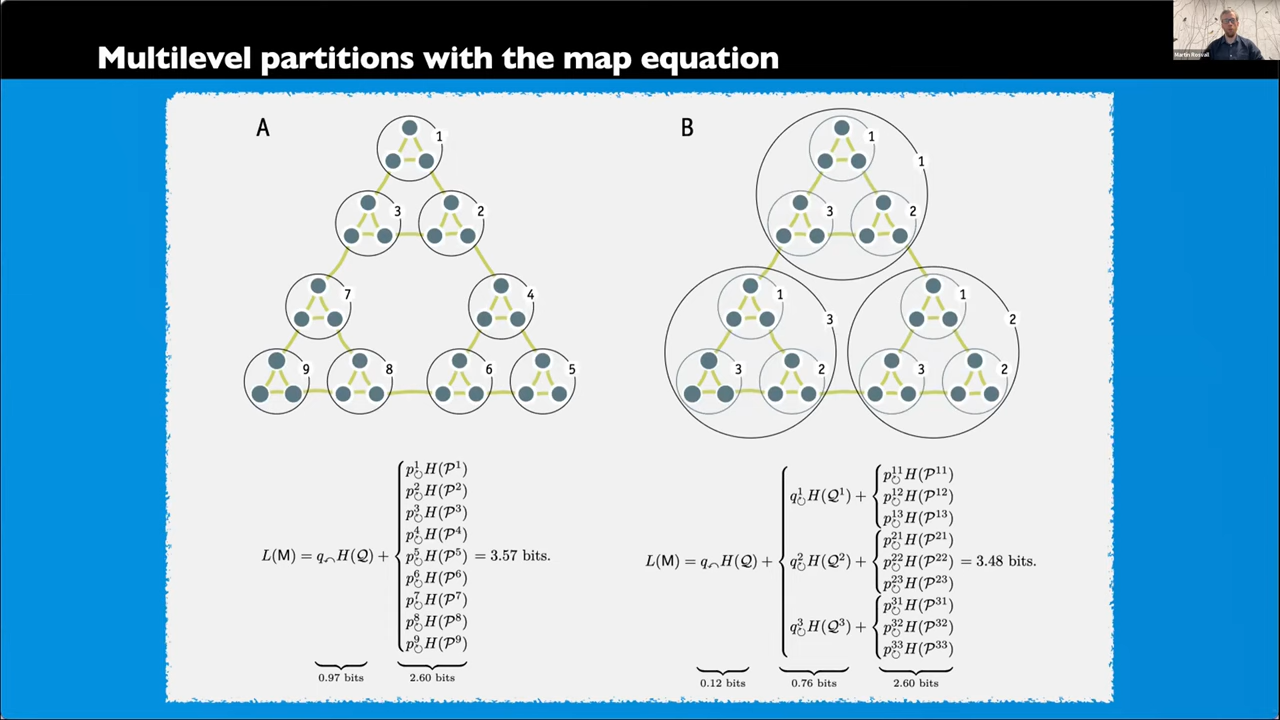 Multilevel partitions with the map equation
Martin Rosvall
A
1
3
2
7
4
9
8
6
5
B
1
1
3
2
1
3
1
2
3
2
3
2
L(M) = q↷H(𝒬) + { p¹↻H(𝒫¹)
p²↻H(𝒫²)
p³↻H(𝒫³)
p⁴↻H(𝒫⁴)
p⁵↻H(𝒫⁵)
p⁶↻H(𝒫⁶)
p⁷↻H(𝒫⁷)
p⁸↻H(𝒫⁸)
p⁹↻H(𝒫⁹)
= 3.57 bits.
0.97 bits
2.60 bits
L(M) = q↷H(𝒬) + {
q¹↻H(𝒬¹) + { p¹¹↻H(𝒫¹¹)
p¹²↻H(𝒫¹²)
p¹³↻H(𝒫¹³)
q²↻H(𝒬²) + { p²¹↻H(𝒫²¹)
p²²↻H(𝒫²²)
p²³↻H(𝒫²³)
q³↻H(𝒬³) + { p³¹↻H(𝒫³¹)
p³²↻H(𝒫³²)
p³³↻H(𝒫³³)
= 3.48 bits.
0.12 bits
0.76 bits
2.60 bits